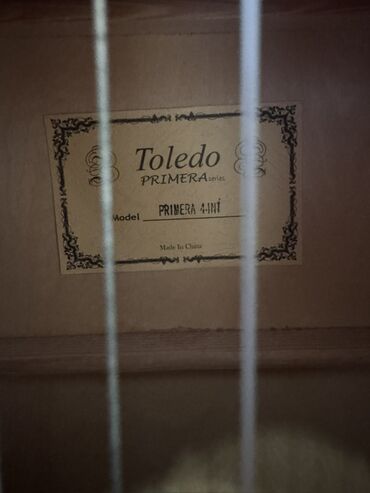 Toledo
PRIMERA series
Model PRIMERA 4-INT
Made In China